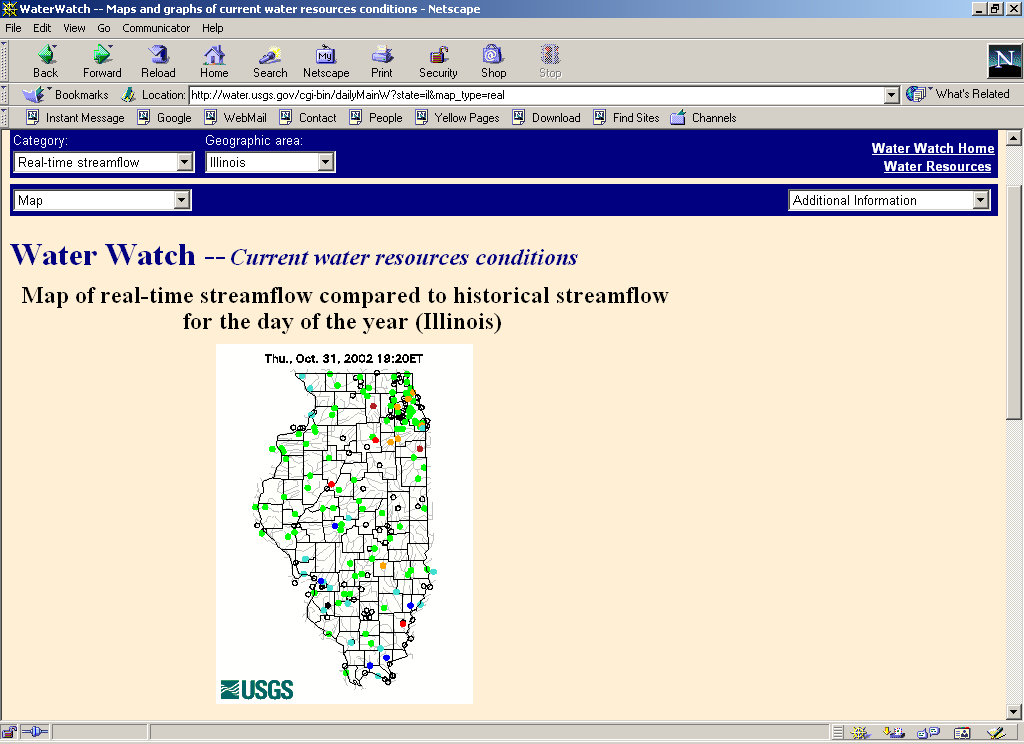 WaterWatch -- Maps and graphs of current water resources conditions - Netscape
File Edit View Go Communicator Help
My N
Back Forward Reload Home Search Netscape Print Security Shop Stop
Bookmarks Location: http://water.usgs.gov/cgi-bin/dailyMainW?state=il&map_type=real What's Related
Instant Message Google WebMail Contact People Yellow Pages Download Find Sites Channels
Category: Geographic area:
Water Watch Home
Real-time streamflow Illinois
Water Resources
Map Additional Information
Water Watch -- Current water resources conditions
Map of real-time streamflow compared to historical streamflow
for the day of the year (Illinois)
Thu., Oct. 31, 2002 19:20ET
USGS